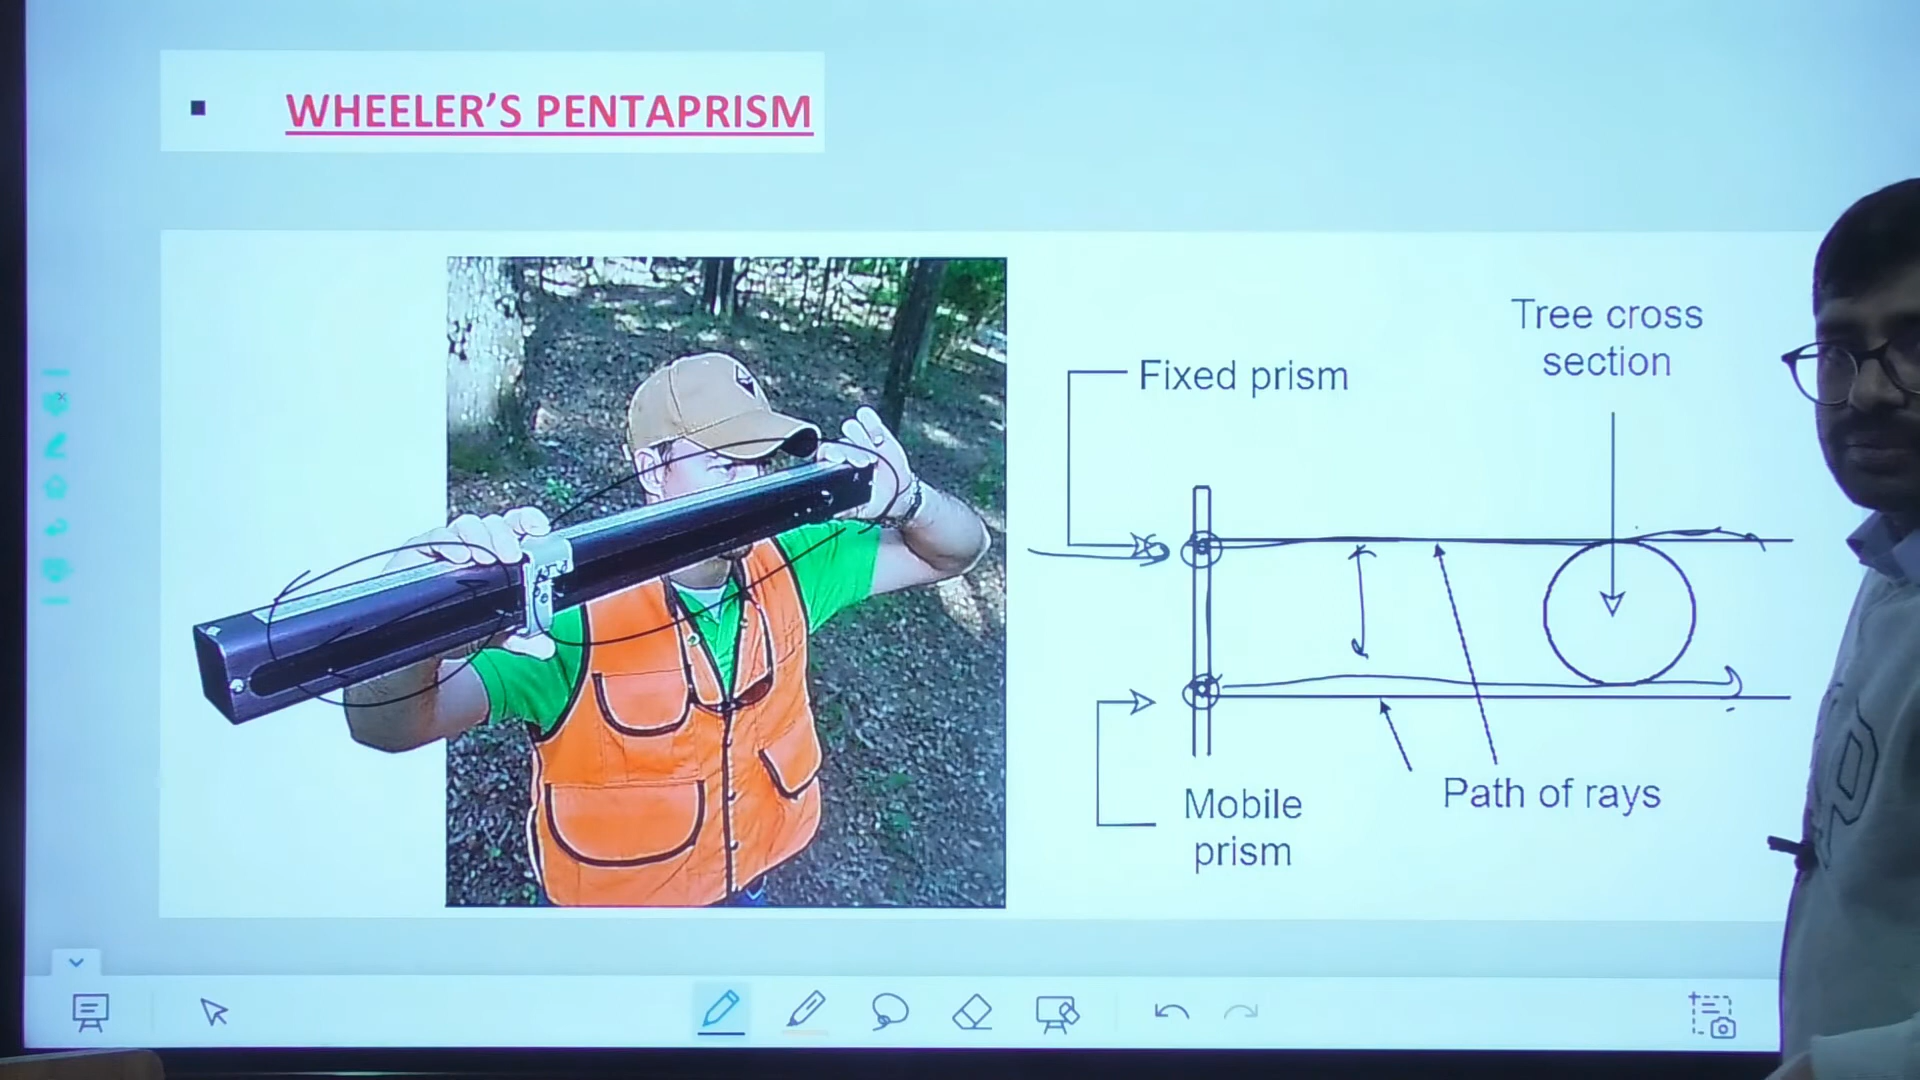 WHEELER'S PENTAPRISM
Tree cross
section
Fixed prism
Mobile
prism
Path of rays